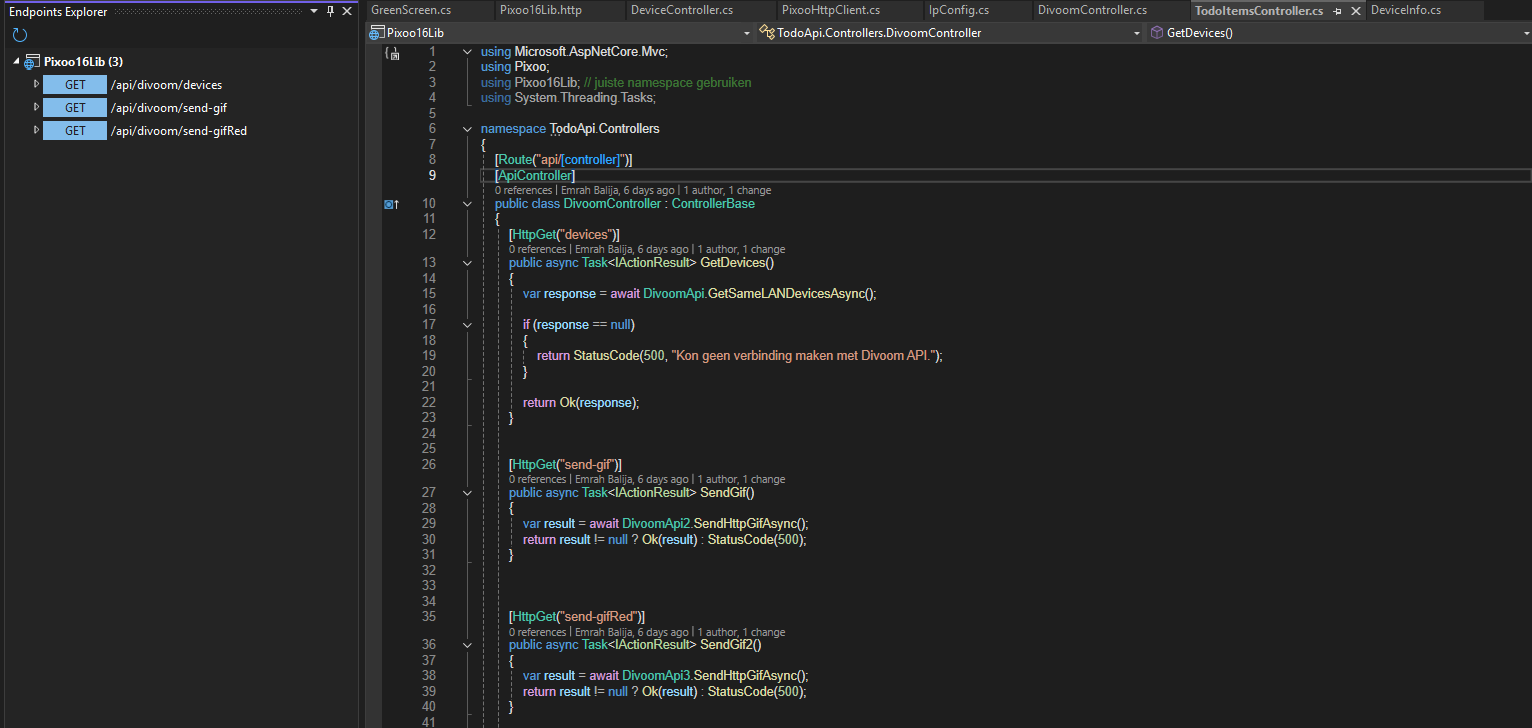 Endpoints Explorer
Pixoo16Lib (3)
GET /api/divoom/devices
GET /api/divoom/send-gif
GET /api/divoom/send-gifRed
GreenScreen.cs Pixoo16Lib.http DeviceController.cs PixooHttpClient.cs IpConfig.cs DivoomController.cs TodoItemsController.cs DeviceInfo.cs
Pixoo16Lib TodoApi.Controllers.DivoomController GetDevices()
1 using Microsoft.AspNetCore.Mvc;
2 using Pixoo;
3 using Pixoo16Lib; // juiste namespace gebruiken
4 using System.Threading.Tasks;
5
6 namespace TodoApi.Controllers
7 {
8 [Route("api/[controller]")]
9 [ApiController]
0 references | Emrah Balija, 6 days ago | 1 author, 1 change
10 public class DivoomController : ControllerBase
11 {
12 [HttpGet("devices")]
0 references | Emrah Balija, 6 days ago | 1 author, 1 change
13 public async Task<IActionResult> GetDevices()
14 {
15 var response = await DivoomApi.GetSameLANDevicesAsync();
16
17 if (response == null)
18 {
19 return StatusCode(500, "Kon geen verbinding maken met Divoom API.");
20 }
21
22 return Ok(response);
23 }
24
25
26 [HttpGet("send-gif")]
0 references | Emrah Balija, 6 days ago | 1 author, 1 change
27 public async Task<IActionResult> SendGif()
28 {
29 var result = await DivoomApi2.SendHttpGifAsync();
30 return result != null ? Ok(result) : StatusCode(500);
31 }
32
33
34
35 [HttpGet("send-gifRed")]
0 references | Emrah Balija, 6 days ago | 1 author, 1 change
36 public async Task<IActionResult> SendGif2()
37 {
38 var result = await DivoomApi3.SendHttpGifAsync();
39 return result != null ? Ok(result) : StatusCode(500);
40 }
41